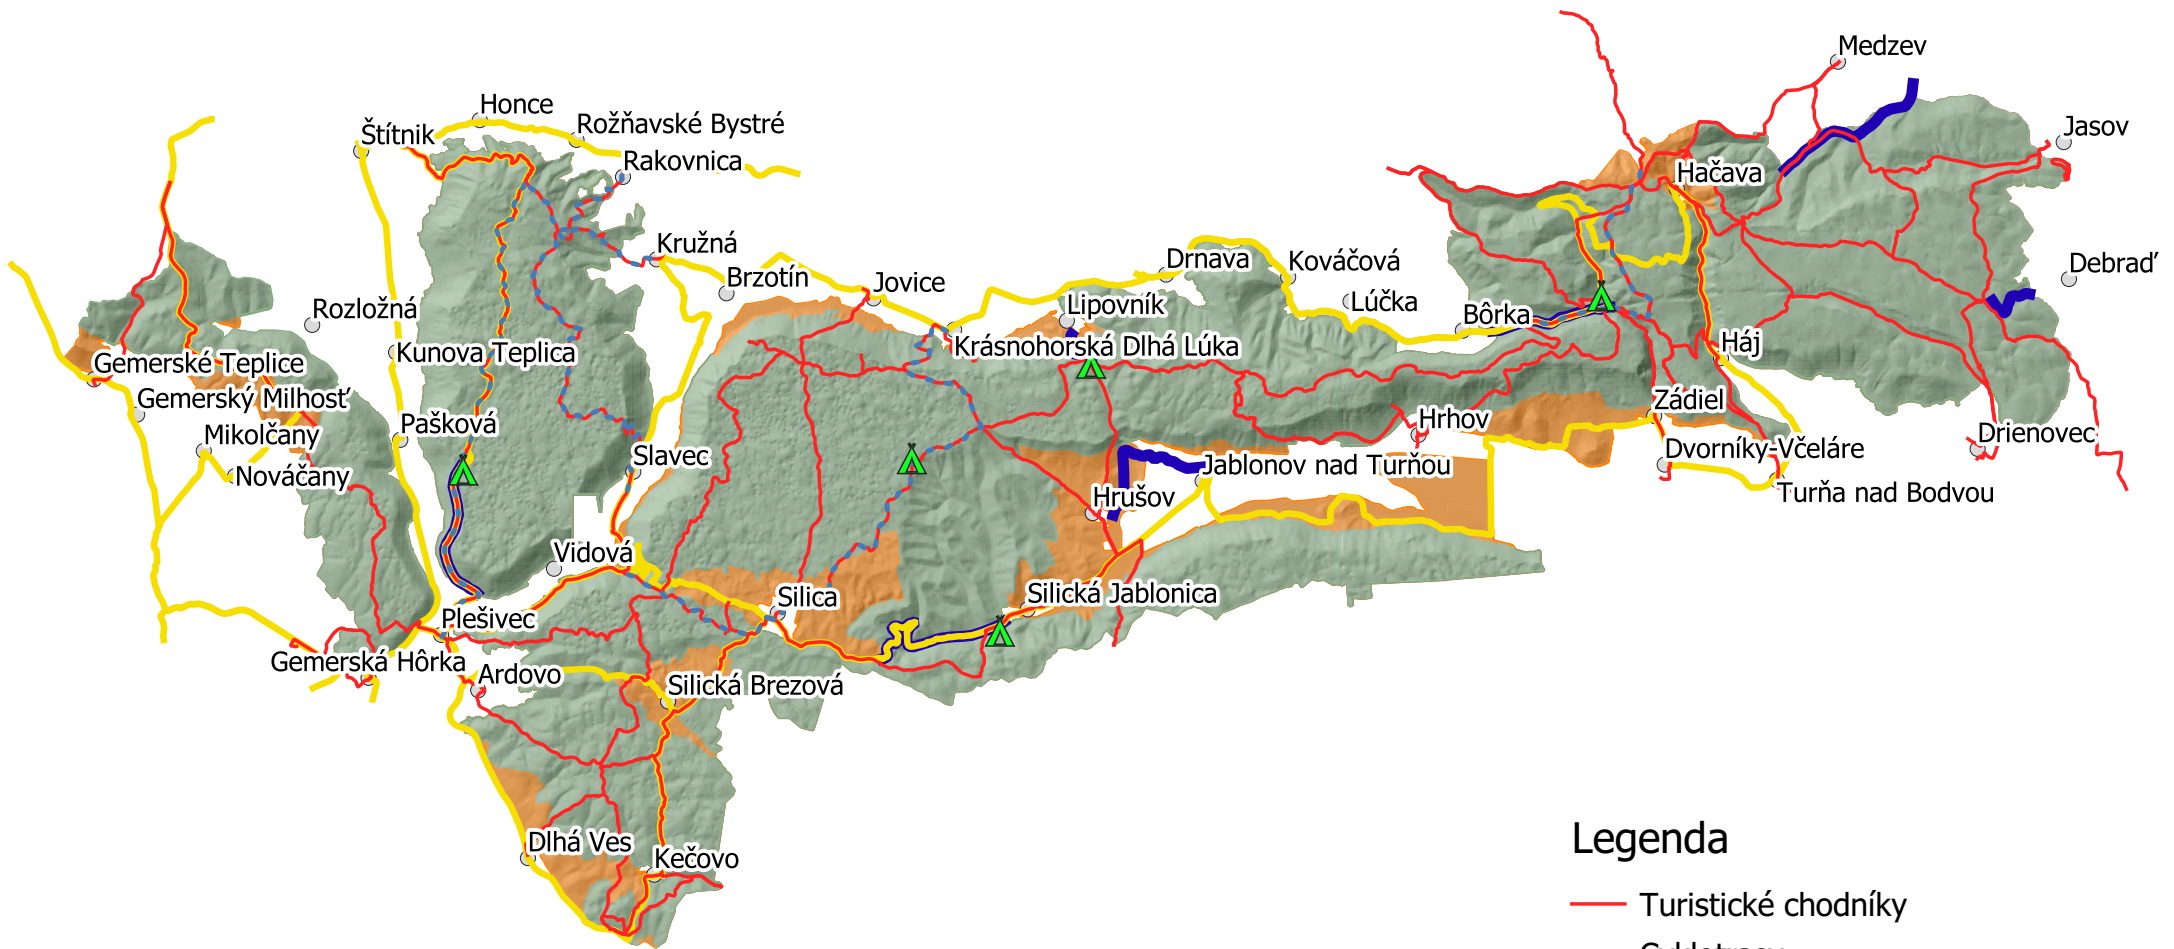 Medzev
Honce
Štítnik
Rožňavské Bystré
Jasov
Rakovnica
Hačava
Kružná
Drnava
Kováčová
Debraď
Brzotín
Jovice
Rozložná
Lipovník
Lúčka
Bôrka
Krásnohorská Dlhá Lúka
Háj
Kunova Teplica
Gemerské Teplice
Gemerský Milhosť
Zádiel
Pašková
Hrhov
Mikolčany
Drienovec
Dvorníky-Včeláre
Slavec
Jablonov nad Turňou
Nováčany
Turňa nad Bodvou
Hrušov
Vidová
Silica
Silická Jablonica
Plešivec
Gemerská Hôrka
Ardovo
Silická Brezová
Dlhá Ves
Kečovo
Legenda
Turistické chodníky